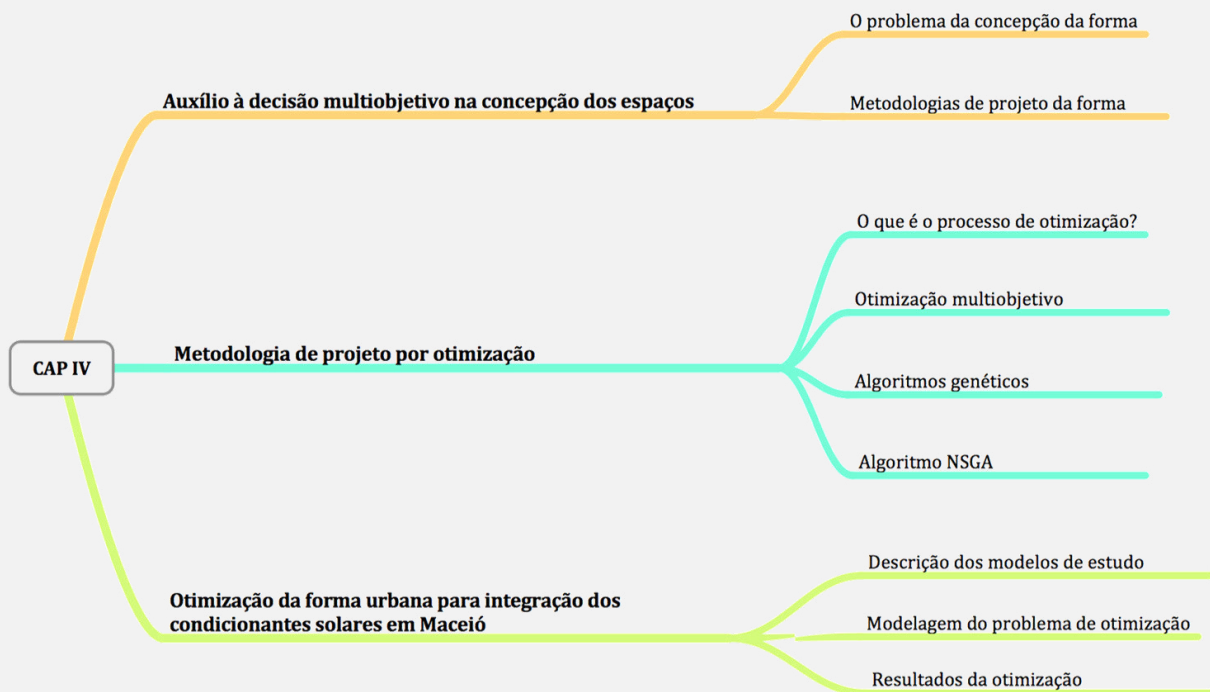 CAP IV
Auxílio à decisão multiobjetivo na concepção dos espaços
O problema da concepção da forma
Metodologias de projeto da forma
Metodologia de projeto por otimização
O que é o processo de otimização?
Otimização multiobjetivo
Algoritmos genéticos
Algoritmo NSGA
Otimização da forma urbana para integração dos
condicionantes solares em Maceió
Descrição dos modelos de estudo
Modelagem do problema de otimização
Resultados da otimização